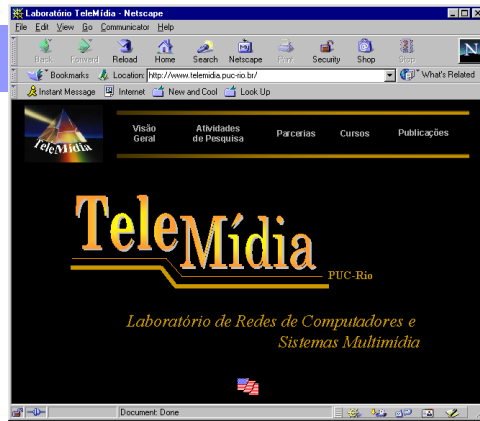 Laboratório TeleMídia - Netscape
File Edit View Go Communicator Help
Back Forward Reload Home Search Netscape Print Security Shop Stop
Bookmarks Location: http://www.telemidia.puc-rio.br/ What's Related
Instant Message Internet New and Cool Look Up
TeleMídia
Visão Geral
Atividades de Pesquisa
Parcerias
Cursos
Publicações
TeleMídia
PUC-Rio
Laboratório de Redes de Computadores e
Sistemas Multimídia
Document: Done